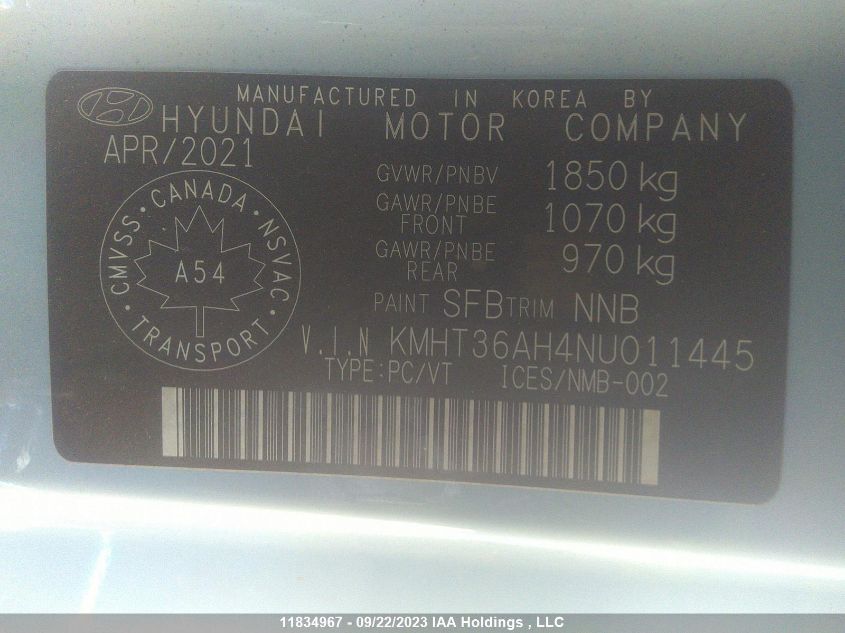 MANUFACTURED IN KOREA BY
HYUNDAI MOTOR COMPANY
APR/2021
GVWR/PNBV 1850 kg
GAWR/PNBE FRONT 1070 kg
GAWR/PNBE REAR 970 kg
CMVSS · CANADA · NSVAC · TRANSPORT ·
A54
PAINT SFB TRIM NNB
V.I.N KMHT36AH4NU011445
TYPE:PC/VT ICES/NMB-002
11834967 - 09/22/2023 IAA Holdings , LLC